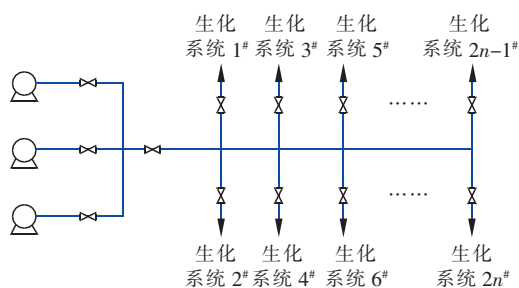 生化 生化 生化 生化
系统 1# 系统 3# 系统 5# 系统 2n-1#
……
……
生化 生化 生化 生化
系统 2# 系统 4# 系统 6# 系统 2n#